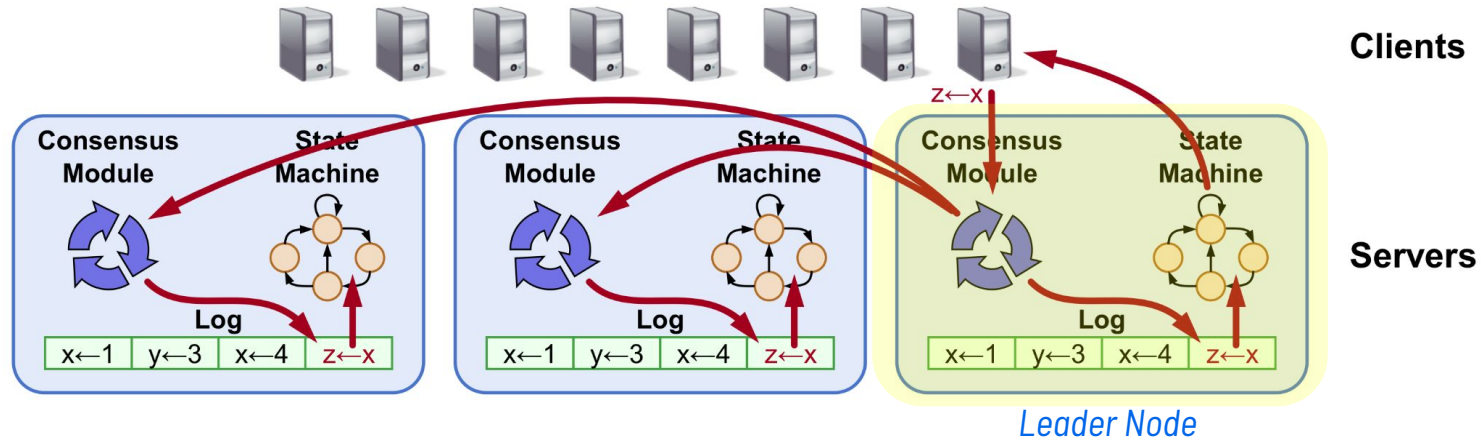 Clients
z←x
Consensus Module
State Machine
Consensus Module
State Machine
Consensus Module
State Machine
Servers
Log
Log
Log
x←1 y←3 x←4 z←x
x←1 y←3 x←4 z←x
x←1 y←3 x←4 z←x
Leader Node